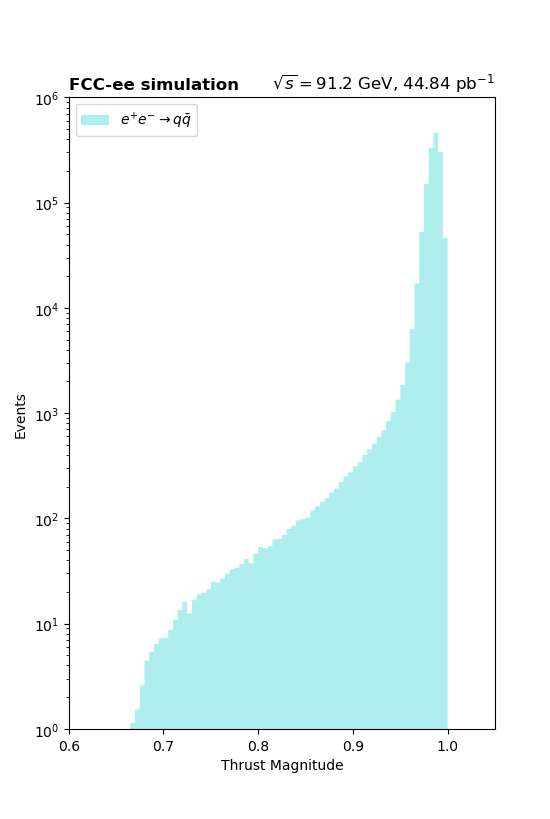 FCC-ee simulation √s = 91.2 GeV, 44.84 pb⁻¹
e⁺e⁻ → qq̄
10⁶
10⁵
10⁴
10³
10²
10¹
10⁰
Events
0.6 0.7 0.8 0.9 1.0
Thrust Magnitude